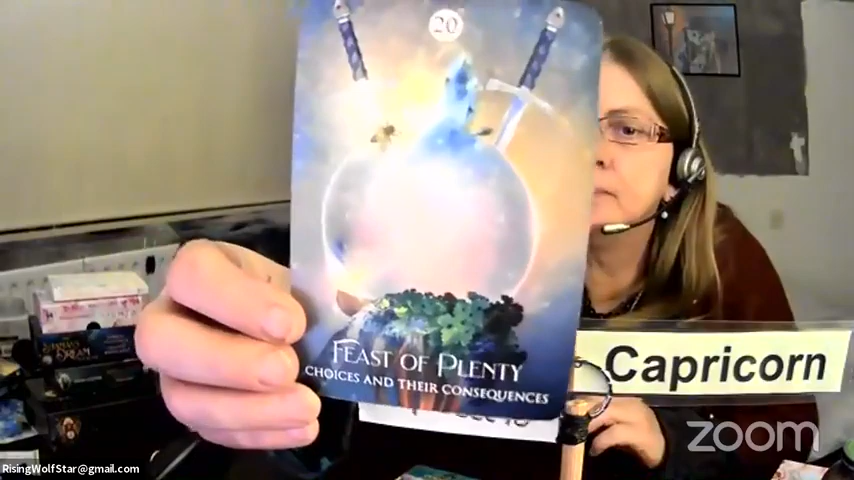 20
FEAST OF PLENTY
CHOICES AND THEIR CONSEQUENCES
Capricorn
zoom
RisingWolfStar@gmail.com